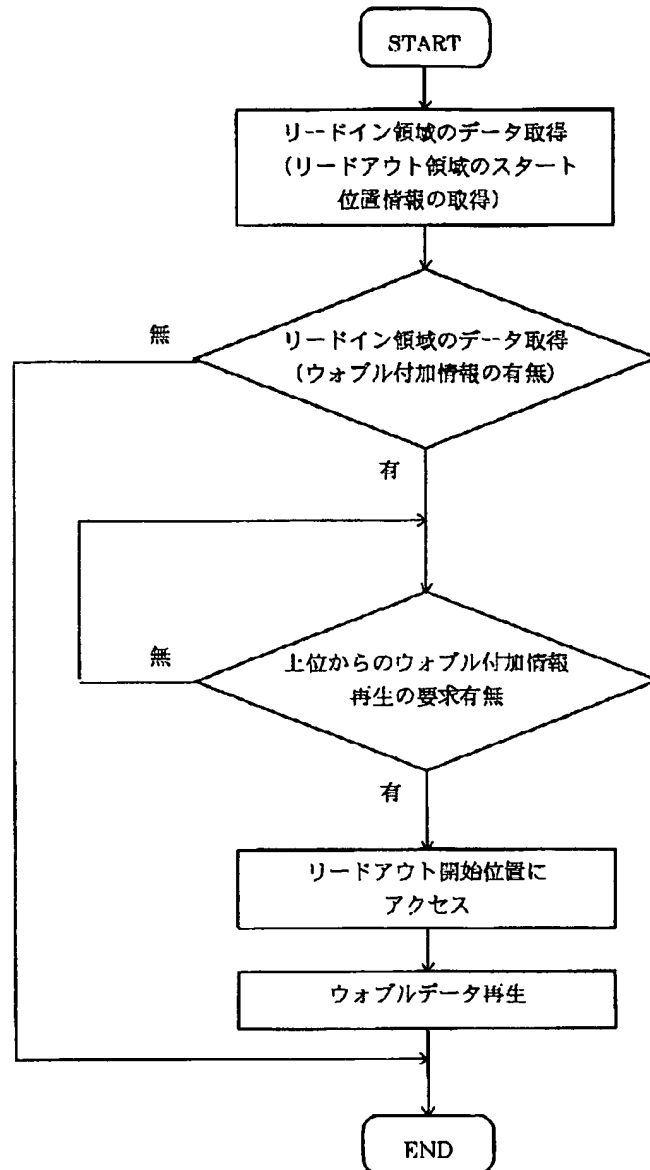 START
リードイン領域のデータ取得
(リードアウト領域のスタート
位置情報の取得)
無
リードイン領域のデータ取得
(ウォブル付加情報の有無)
有
無
上位からのウォブル付加情報
再生の要求有無
有
リードアウト開始位置に
アクセス
ウォブルデータ再生
END